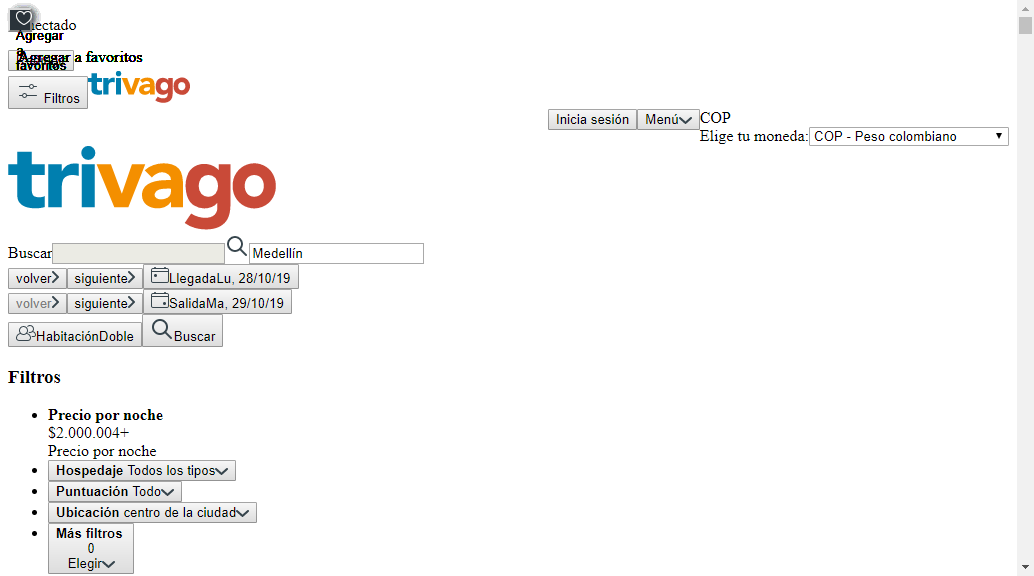 Agregar
a
favoritos
Agregar a favoritos
Filtros
trivago
Inicia sesión
Menú
COP
Elige tu moneda:
COP - Peso colombiano
trivago
Buscar
Medellín
volver
siguiente
LlegadaLu, 28/10/19
volver
siguiente
SalidaMa, 29/10/19
HabitaciónDoble
Buscar
Filtros
Precio por noche
$2.000.004+
Precio por noche
Hospedaje Todos los tipos
Puntuación Todo
Ubicación centro de la ciudad
Más filtros
0
Elegir